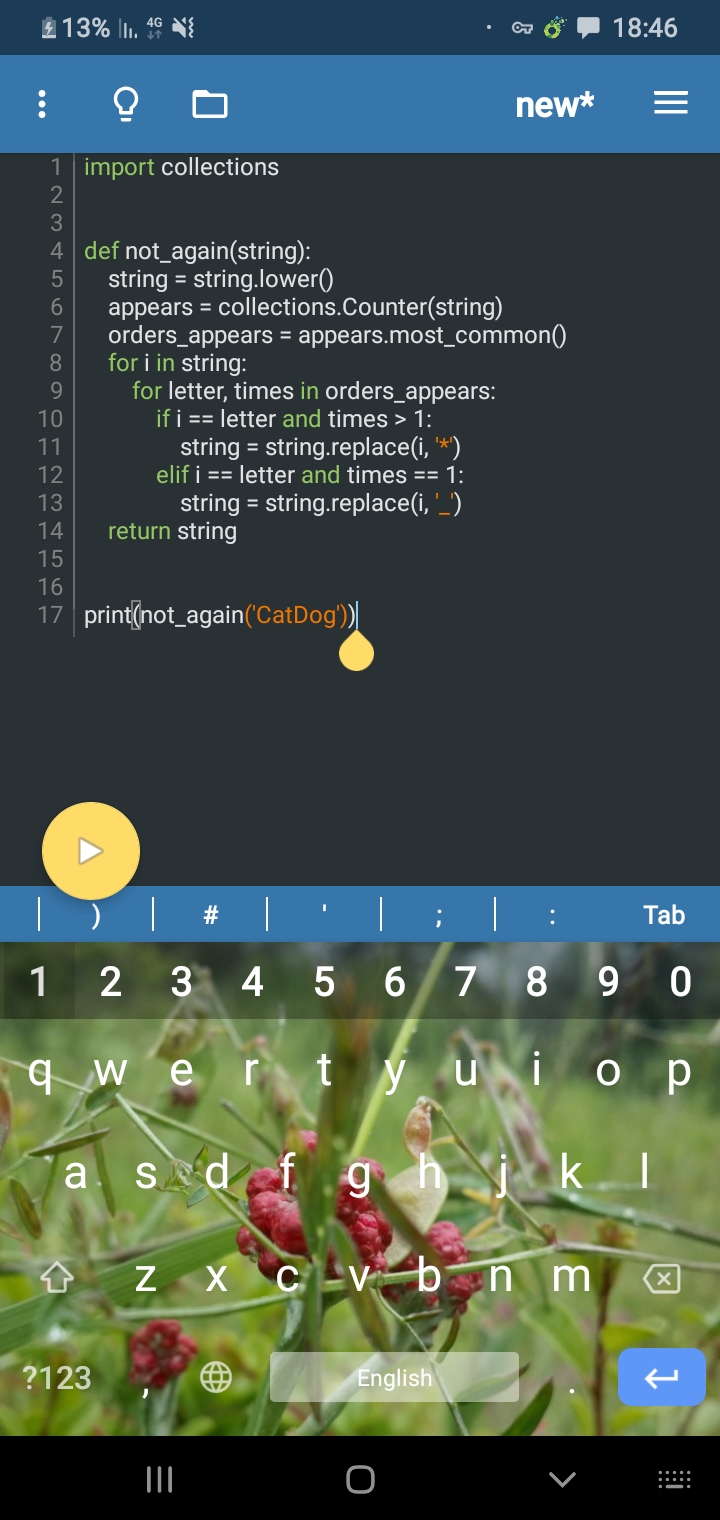 13% 4G 18:46
new*
1 import collections
2
3
4 def not_again(string):
5 string = string.lower()
6 appears = collections.Counter(string)
7 orders_appears = appears.most_common()
8 for i in string:
9 for letter, times in orders_appears:
10 if i == letter and times > 1:
11 string = string.replace(i, '*')
12 elif i == letter and times == 1:
13 string = string.replace(i, '_')
14 return string
15
16
17 print(not_again('CatDog'))
) # ' ; : Tab
1 2 3 4 5 6 7 8 9 0
q w e r t y u i o p
a s d f g h j k l
z x c v b n m
?123 , English .